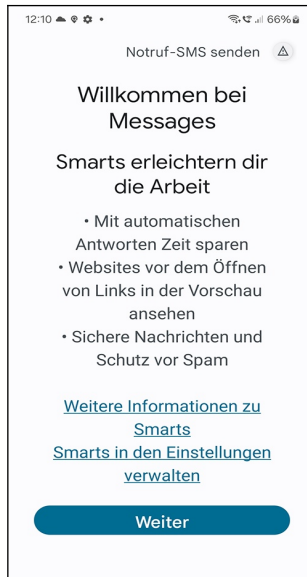 12:10 66%
Notruf-SMS senden
Willkommen bei
Messages
Smarts erleichtern dir
die Arbeit
• Mit automatischen
Antworten Zeit sparen
• Websites vor dem Öffnen
von Links in der Vorschau
ansehen
• Sichere Nachrichten und
Schutz vor Spam
Weitere Informationen zu
Smarts
Smarts in den Einstellungen
verwalten
Weiter